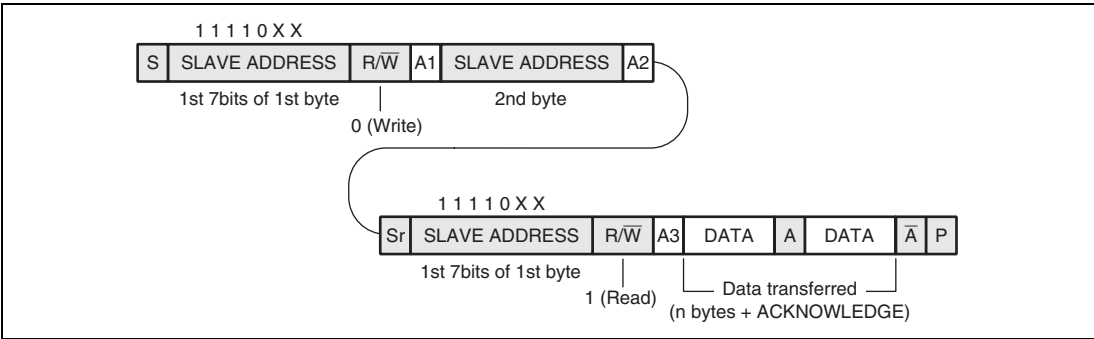 1 1 1 1 0 X X
S SLAVE ADDRESS R/W̅ A1 SLAVE ADDRESS A2
1st 7bits of 1st byte 2nd byte
0 (Write)
1 1 1 1 0 X X
Sr SLAVE ADDRESS R/W̅ A3 DATA A DATA A̅ P
1st 7bits of 1st byte
1 (Read) Data transferred
(n bytes + ACKNOWLEDGE)